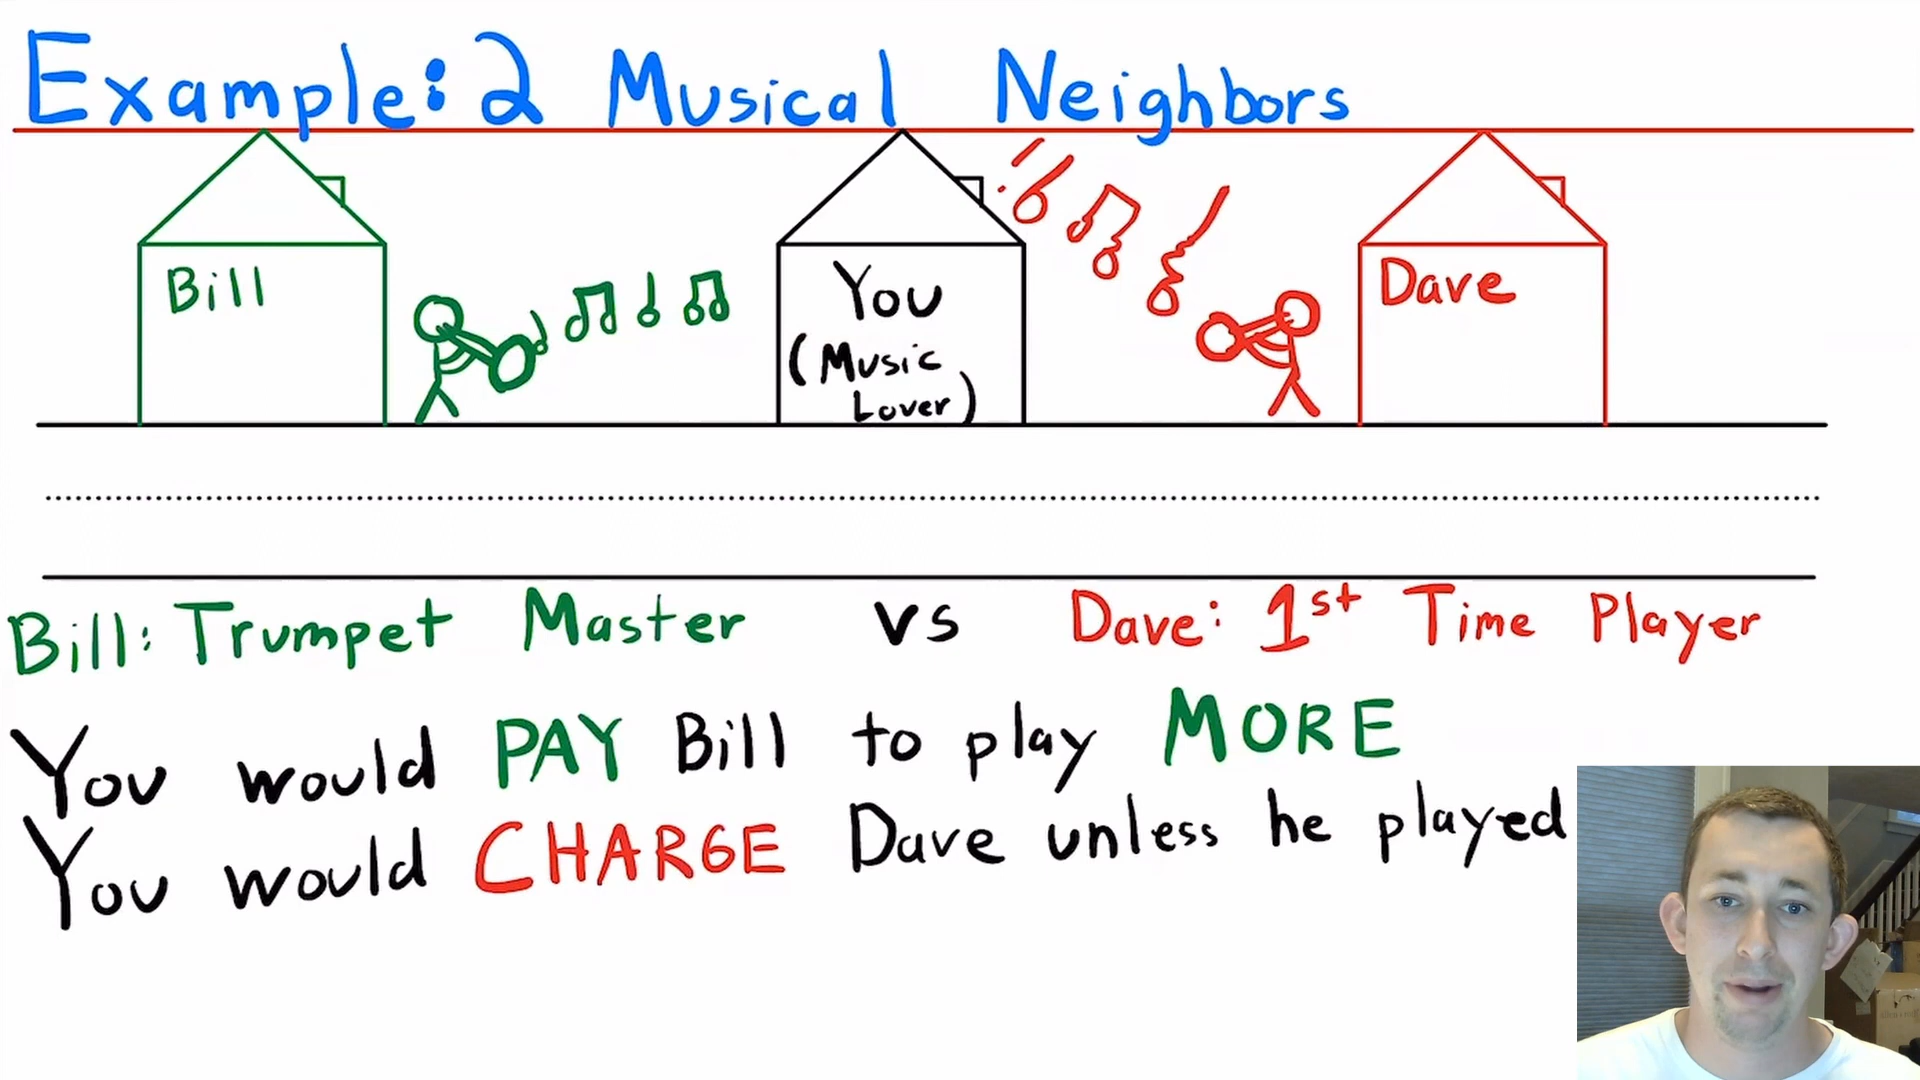 Example: 2 Musical Neighbors
Bill
You
(Music
Lover)
Dave
Bill: Trumpet Master vs Dave: 1st Time Player
You would PAY Bill to play MORE
You would CHARGE Dave unless he played